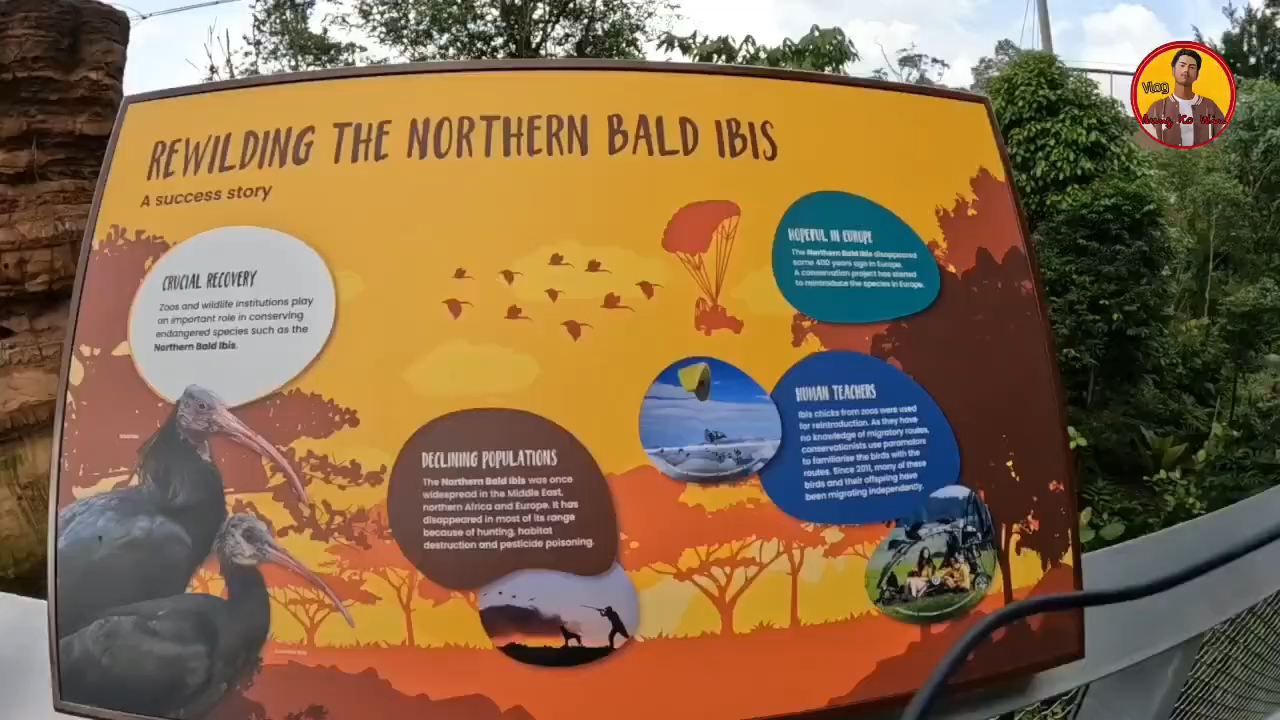 REWILDING THE NORTHERN BALD IBIS
A success story
CRUCIAL RECOVERY
Zoos and wildlife institutions play
an important role in conserving
endangered species such as the
Northern Bald Ibis.
DECLINING POPULATIONS
The Northern Bald Ibis was once
widespread in the Middle East,
northern Africa and Europe. It has
disappeared in most of its range
because of hunting, habitat
destruction and pesticide poisoning.
HOPEFUL IN EUROPE
The Northern Bald Ibis disappeared
some 400 years ago in Europe.
A conservation project has started
to reintroduce the species in Europe.
HUMAN TEACHERS
Ibis chicks from zoos were used
for reintroduction. As they have
no knowledge of migratory routes,
conservationists use paramotors
to familiarise the birds with the
routes. Since 2011, many of these
birds and their offspring have
been migrating independently.
Vlog
Aung Ko Win